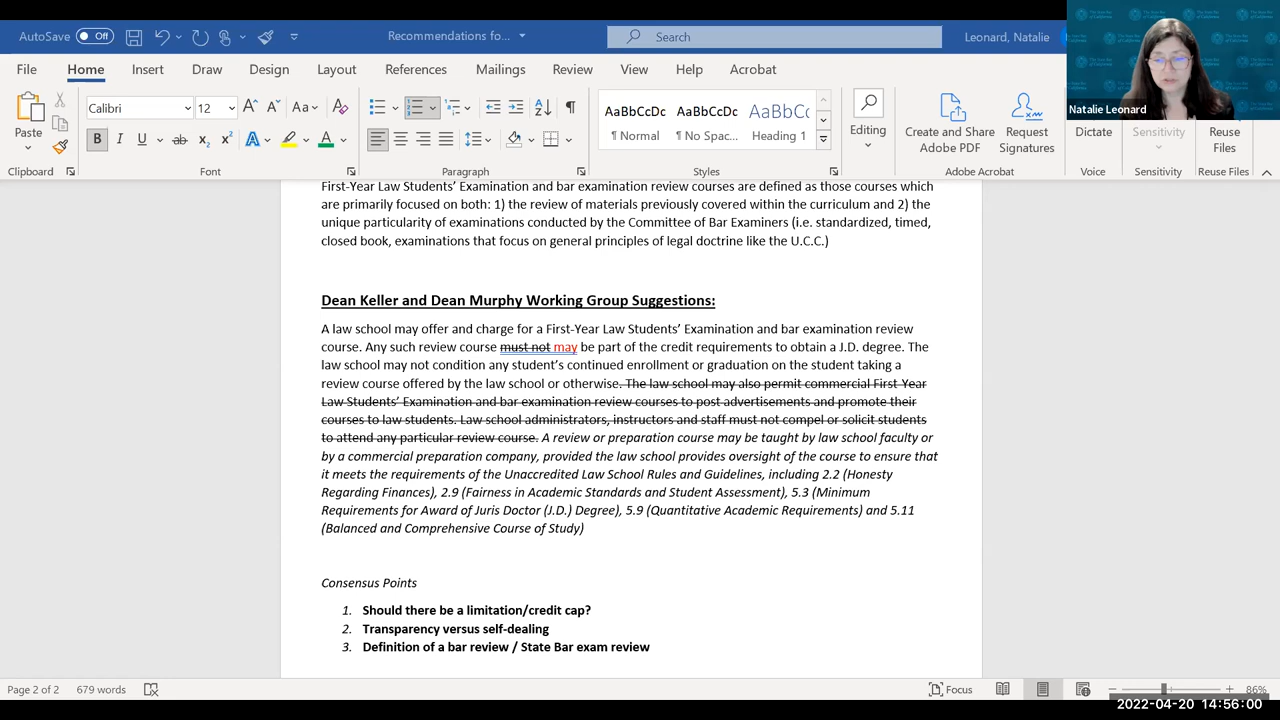 AutoSave Off Recommendations fo... Search Leonard, Natalie
File Home Insert Draw Design Layout References Mailings Review View Help Acrobat
Natalie Leonard
Calibri 12 Aa
Paste
AaBbCcDc AaBbCcDc AaBbCc
¶ Normal ¶ No Spac... Heading 1
Editing
Create and Share Adobe PDF
Request Signatures
Dictate
Sensitivity
Reuse Files
Clipboard Font Paragraph Styles Adobe Acrobat Voice Sensitivity Reuse Files
First-Year Law Students’ Examination and bar examination review courses are defined as those courses which
are primarily focused on both: 1) the review of materials previously covered within the curriculum and 2) the
unique particularity of examinations conducted by the Committee of Bar Examiners (i.e. standardized, timed,
closed book, examinations that focus on general principles of legal doctrine like the U.C.C.)
Dean Keller and Dean Murphy Working Group Suggestions:
A law school may offer and charge for a First-Year Law Students’ Examination and bar examination review
course. Any such review course must not may be part of the credit requirements to obtain a J.D. degree. The
law school may not condition any student’s continued enrollment or graduation on the student taking a
review course offered by the law school or otherwise. The law school may also permit commercial First-Year
Law Students’ Examination and bar examination review courses to post advertisements and promote their
courses to law students. Law school administrators, instructors and staff must not compel or solicit students
to attend any particular review course. A review or preparation course may be taught by law school faculty or
by a commercial preparation company, provided the law school provides oversight of the course to ensure that
it meets the requirements of the Unaccredited Law School Rules and Guidelines, including 2.2 (Honesty
Regarding Finances), 2.9 (Fairness in Academic Standards and Student Assessment), 5.3 (Minimum
Requirements for Award of Juris Doctor (J.D.) Degree), 5.9 (Quantitative Academic Requirements) and 5.11
(Balanced and Comprehensive Course of Study)
Consensus Points
1. Should there be a limitation/credit cap?
2. Transparency versus self-dealing
3. Definition of a bar review / State Bar exam review
Page 2 of 2 679 words Focus 86%
2022-04-20 14:56:00